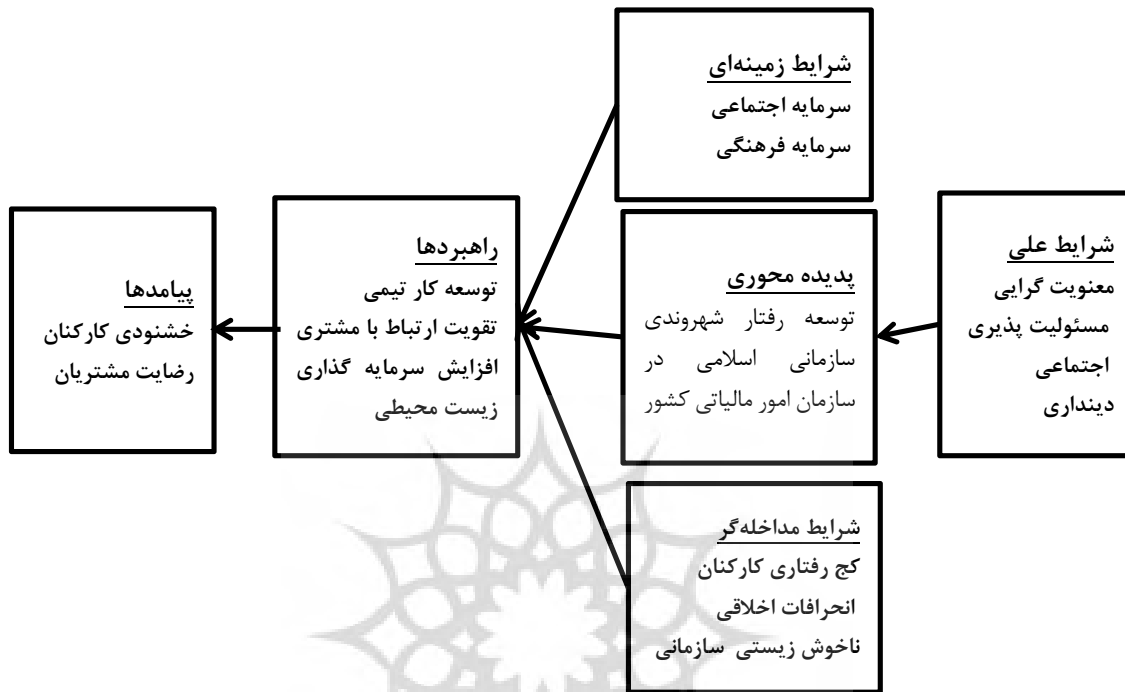 شرایط زمینه‌ای
سرمایه اجتماعی
سرمایه فرهنگی
شرایط علی
معنویت گرایی
مسئولیت پذیری
اجتماعی
دینداری
پدیده محوری
توسعه رفتار شهروندی
سازمانی اسلامی در
سازمان امور مالیاتی کشور
راهبردها
توسعه کار تیمی
تقویت ارتباط با مشتری
افزایش سرمایه گذاری
زیست محیطی
پیامدها
خشنودی کارکنان
رضایت مشتریان
شرایط مداخله‌گر
کج رفتاری کارکنان
انحرافات اخلاقی
ناخوش زیستی سازمانی